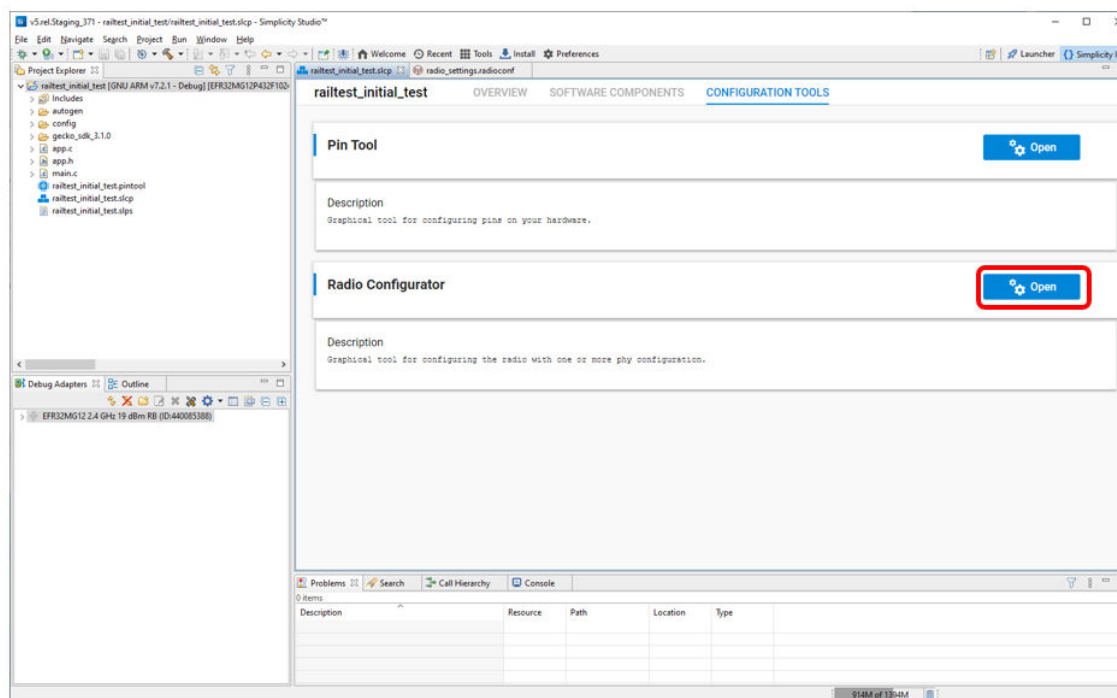 v5.rel.Staging_371 - railtest_initial_test/railtest_initial_test.slcp - Simplicity Studio™
File Edit Navigate Search Project Run Window Help
Welcome Recent Tools Install Preferences
Launcher Simplicity
Project Explorer
railtest_initial_test [GNU ARM v7.2.1 - Debug] [EFR32MG12P432F102
Includes
autogen
config
gecko_sdk_3.1.0
app.c
app.h
main.c
railtest_initial_test.pintool
railtest_initial_test.slcp
railtest_initial_test.slps
railtest_initial_test.slcp radio_settings.radioconf
railtest_initial_test OVERVIEW SOFTWARE COMPONENTS CONFIGURATION TOOLS
Pin Tool
Open
Description
Graphical tool for configuring pins on your hardware.
Radio Configurator
Open
Description
Graphical tool for configuring the radio with one or more phy configuration.
Debug Adapters Outline
EFR32MG12 2.4 GHz 19 dBm RB (ID:440085388)
Problems Search Call Hierarchy Console
0 items
Description Resource Path Location Type
914M of 1394M